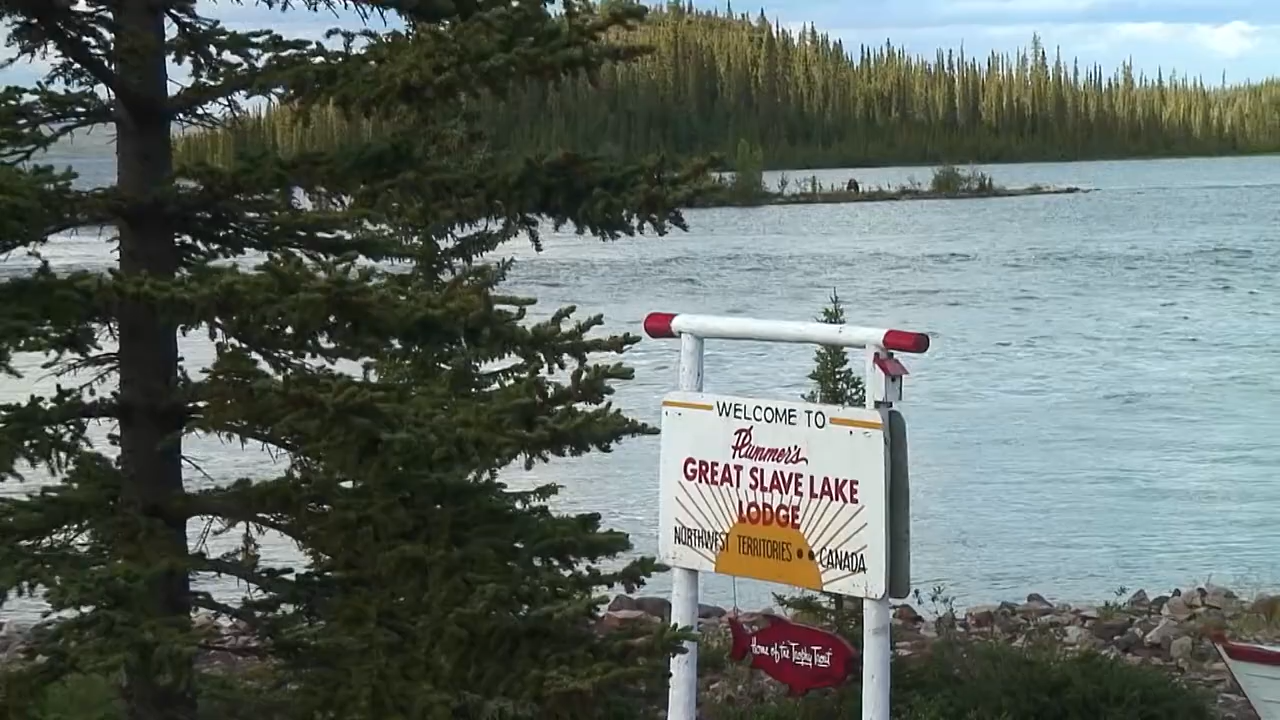 WELCOME TO
Plummer's
GREAT SLAVE LAKE
LODGE
NORTHWEST TERRITORIES • • CANADA
Home of the Trophy Trout